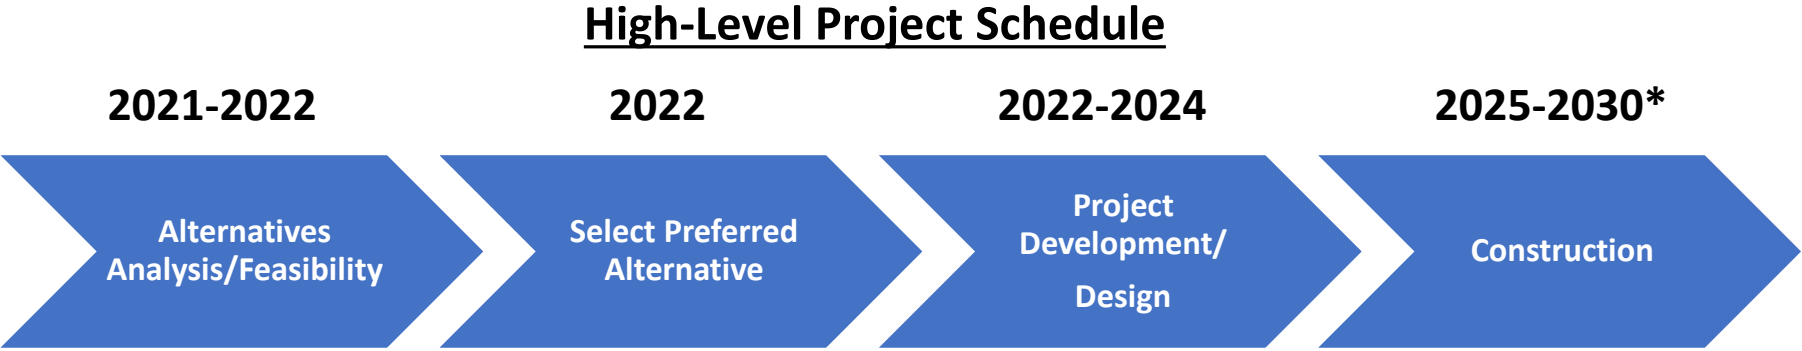 High-Level Project Schedule
2021-2022
2022
2022-2024
2025-2030*
Alternatives
Analysis/Feasibility
Select Preferred
Alternative
Project
Development/
Design
Construction